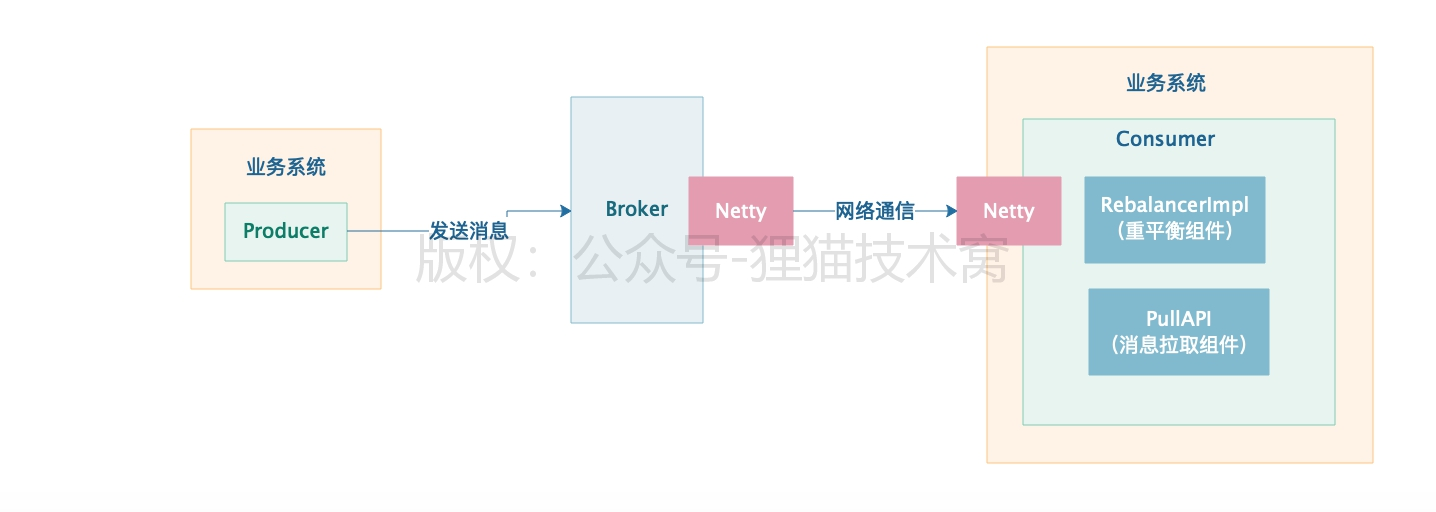 业务系统
Producer
发送消息
Broker
Netty
网络通信
Netty
业务系统
Consumer
RebalancerImpl
（重平衡组件）
PullAPI
（消息拉取组件）
版权：公众号-狸猫技术窝